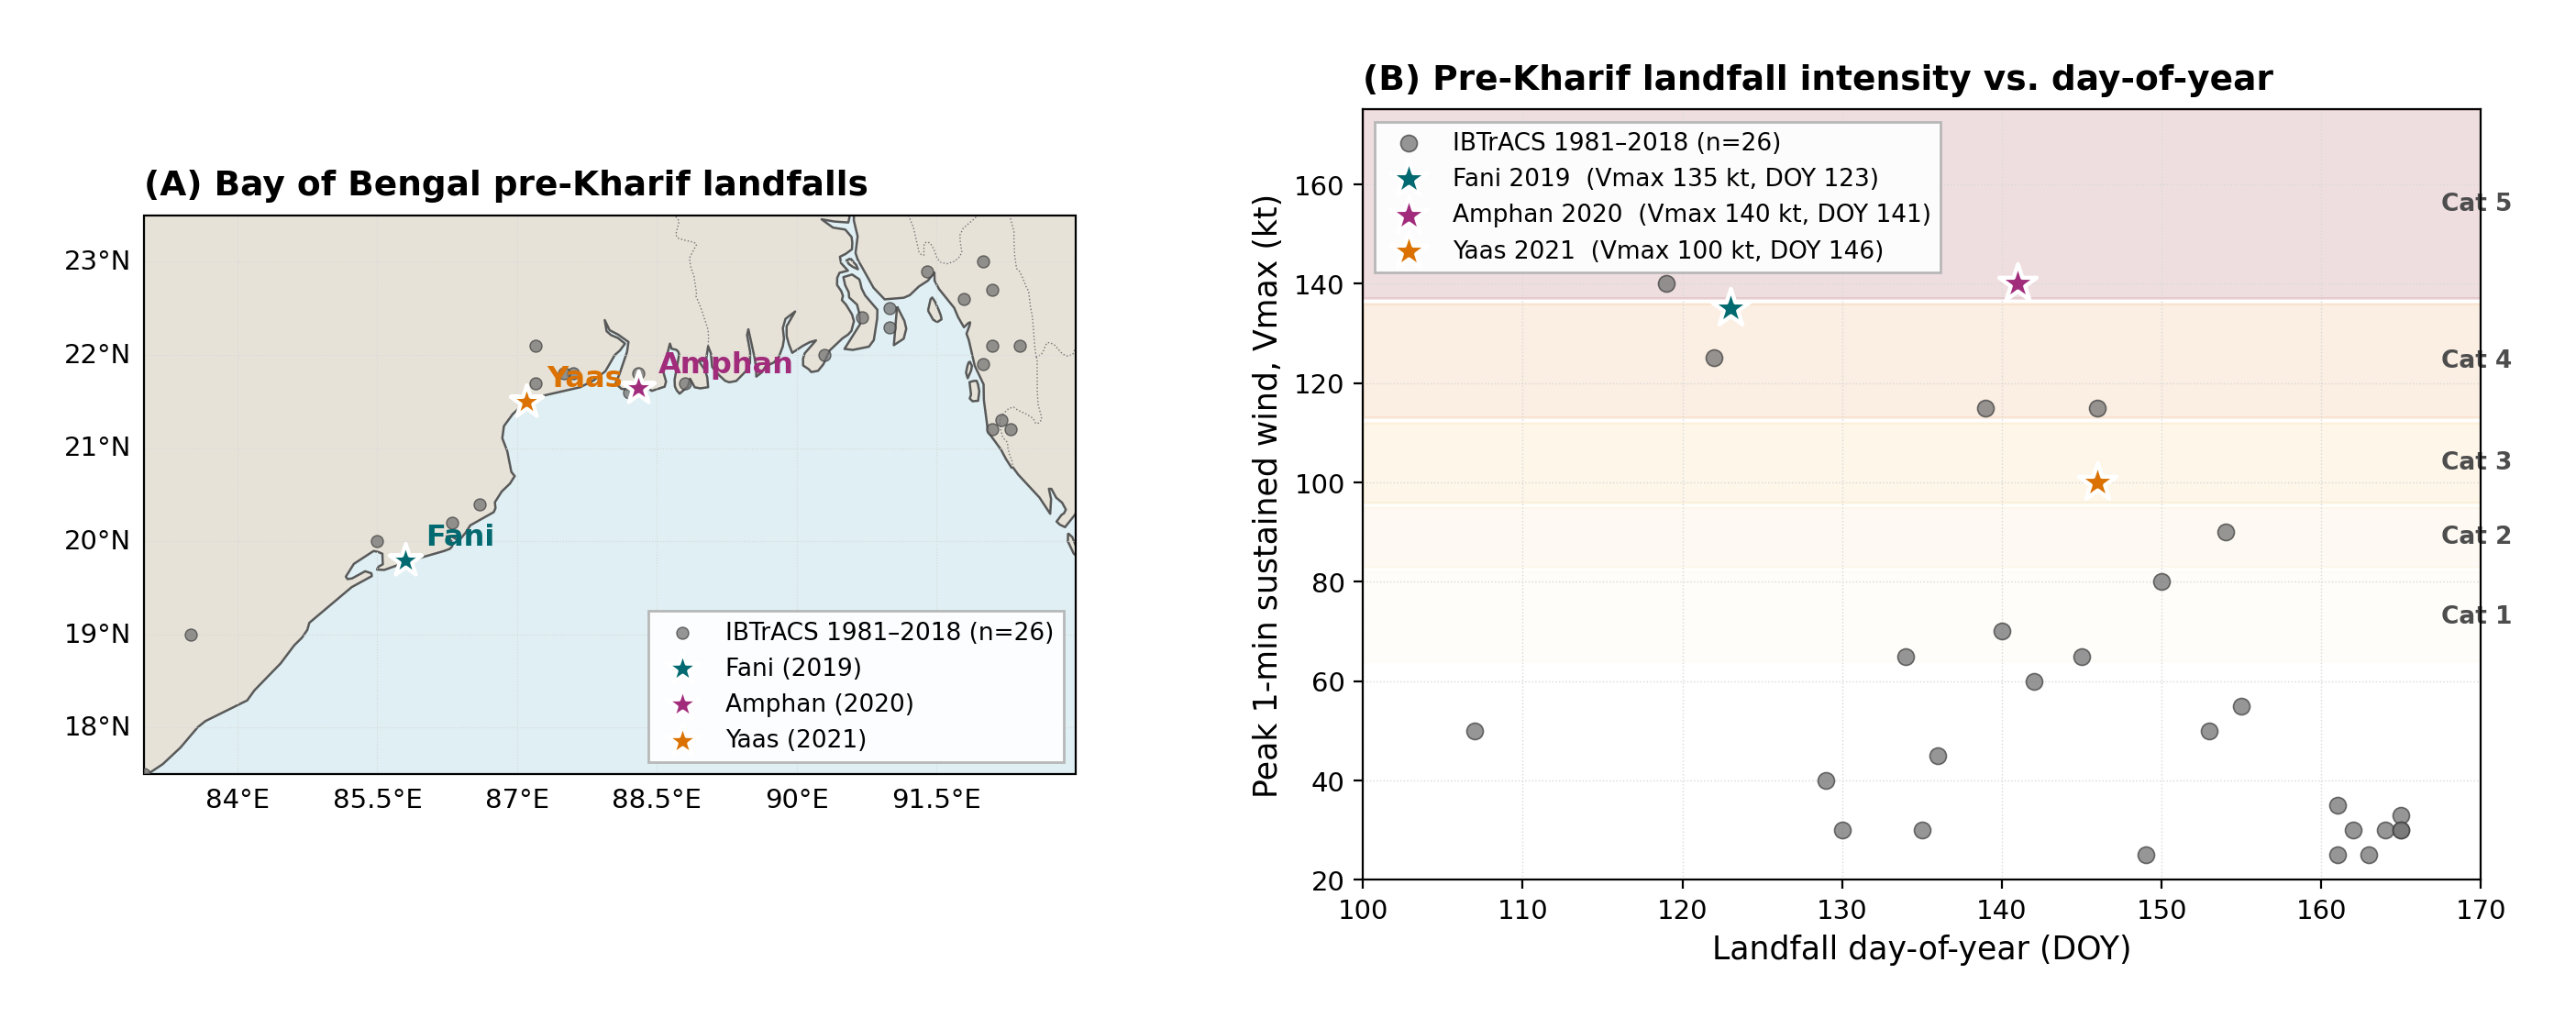 (A) Bay of Bengal pre-Kharif landfalls
23°N
22°N
21°N
20°N
19°N
18°N
84°E
85.5°E
87°E
88.5°E
90°E
91.5°E
Yaas
Amphan
Fani
IBTrACS 1981–2018 (n=26)
Fani (2019)
Amphan (2020)
Yaas (2021)
(B) Pre-Kharif landfall intensity vs. day-of-year
IBTrACS 1981–2018 (n=26)
Fani 2019 (Vmax 135 kt, DOY 123)
Amphan 2020 (Vmax 140 kt, DOY 141)
Yaas 2021 (Vmax 100 kt, DOY 146)
Cat 5
Cat 4
Cat 3
Cat 2
Cat 1
Peak 1-min sustained wind, Vmax (kt)
160
140
120
100
80
60
40
20
100
110
120
130
140
150
160
170
Landfall day-of-year (DOY)